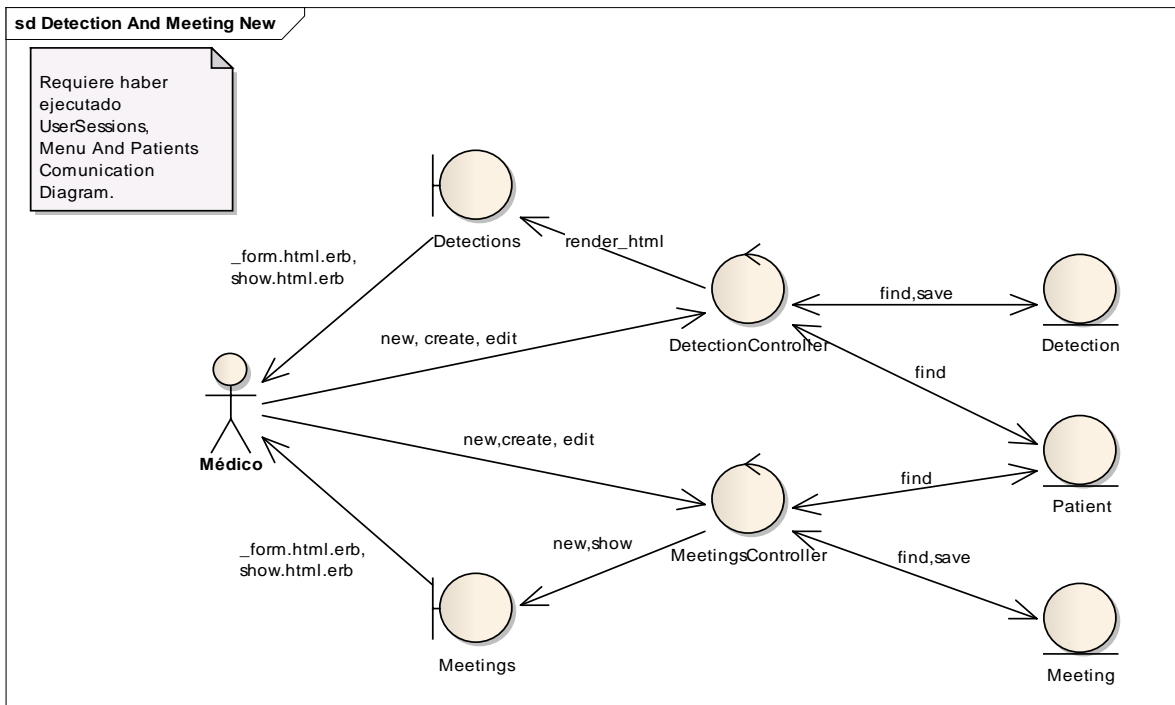 sd Detection And Meeting New
Requiere haber
ejecutado
UserSessions,
Menu And Patients
Comunication
Diagram.
Detections
render_html
_form.html.erb,
show.html.erb
new, create, edit
DetectionController
find,save
Detection
find
Médico
new,create, edit
find
Patient
MeetingsController
new,show
_form.html.erb,
show.html.erb
find,save
Meetings
Meeting